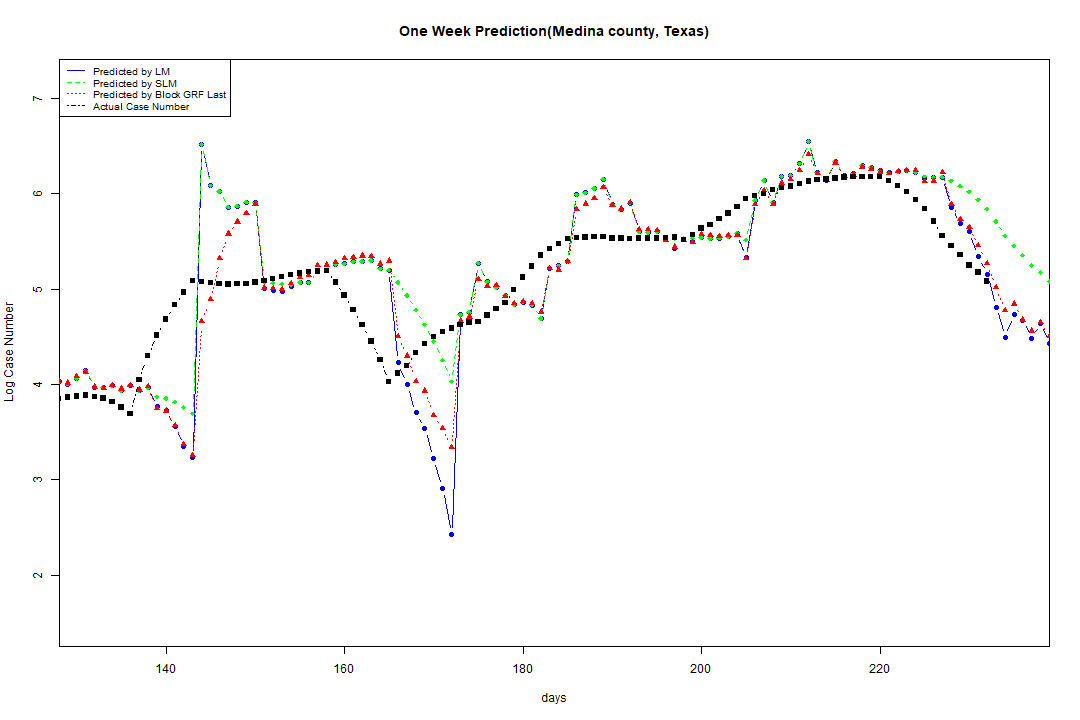 One Week Prediction(Medina county, Texas)
Predicted by LM
Predicted by SLM
Predicted by Block GRF Last
Actual Case Number
7
6
5
4
3
2
Log Case Number
140 160 180 200 220
days